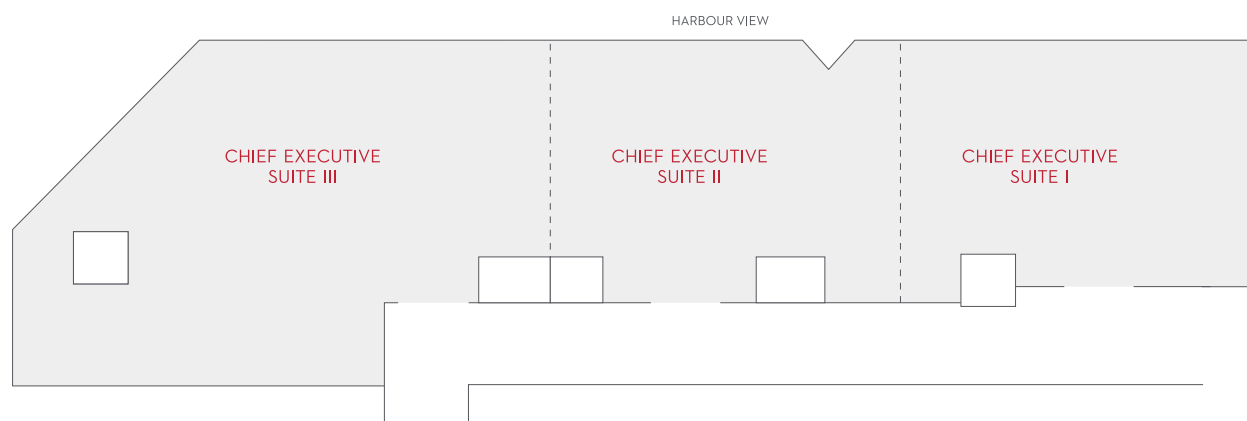 HARBOUR VIEW
CHIEF EXECUTIVE
SUITE III
CHIEF EXECUTIVE
SUITE II
CHIEF EXECUTIVE
SUITE I